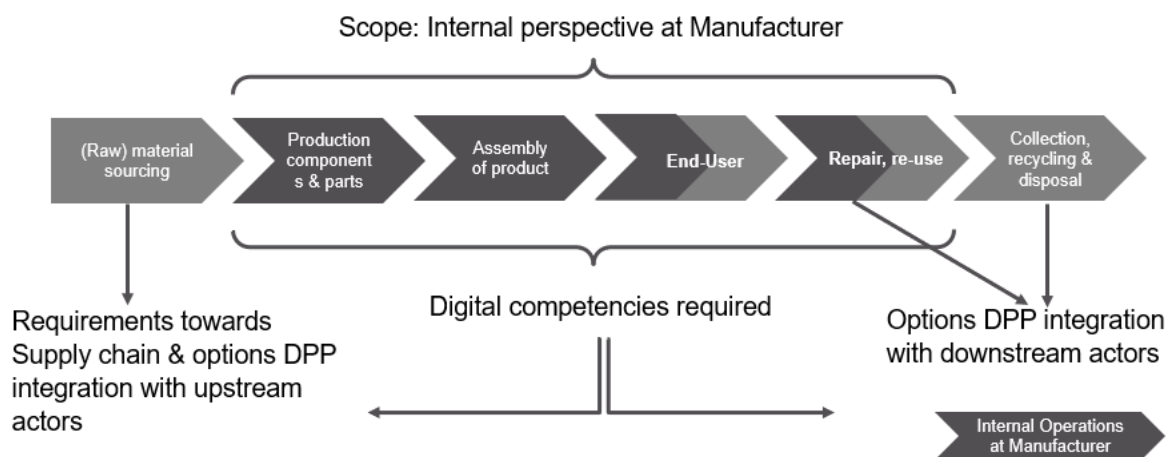 Scope: Internal perspective at Manufacturer
(Raw) material
sourcing
Production
component
s & parts
Assembly
of product
End-User
Repair, re-use
Collection,
recycling &
disposal
Requirements towards
Supply chain & options DPP
integration with upstream
actors
Digital competencies required
Options DPP integration
with downstream actors
Internal Operations
at Manufacturer